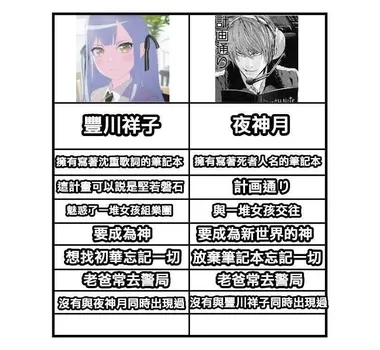 計画通り
豐川祥子 夜神月
擁有寫著沈重歌詞的筆記本 擁有寫著死者人名的筆記本
這計畫可以說是堅若磐石 計画通り
魅惑了一堆女孩組樂團 與一堆女孩交往
要成為神 要成為新世界的神
想找初華忘記一切 放棄筆記本忘記一切
老爸常去警局 老爸常去警局
沒有與夜神月同時出現過 沒有與豐川祥子同時出現過